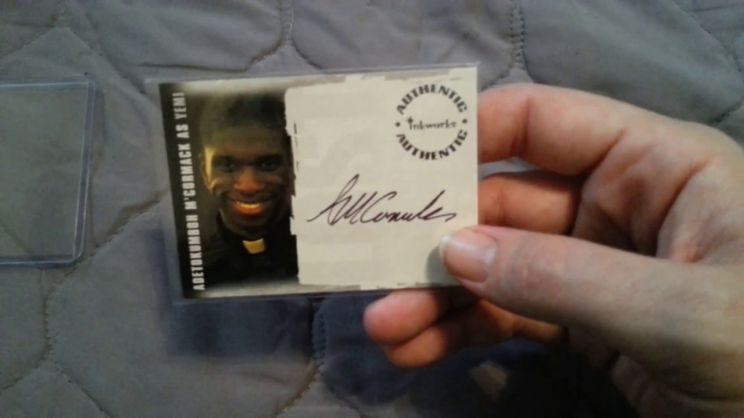 ADETOKUMBOH M'CORMACK AS YEMI
AUTHENTIC
inkworks
AUTHENTIC